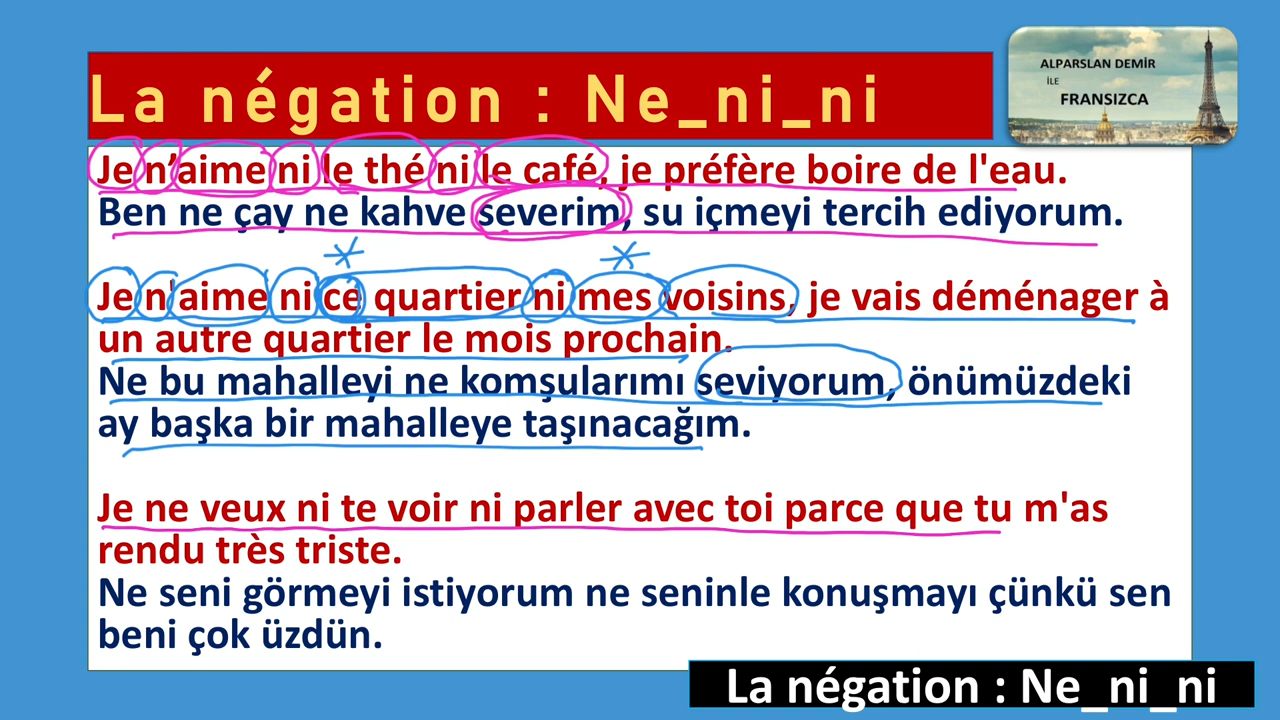 ALPARSLAN DEMİR
İLE
FRANSIZCA
La négation : Ne_ni_ni
Je n’aime ni le thé ni le café, je préfère boire de l'eau.
Ben ne çay ne kahve severim, su içmeyi tercih ediyorum.
Je n'aime ni ce quartier ni mes voisins, je vais déménager à
un autre quartier le mois prochain.
Ne bu mahalleyi ne komşularımı seviyorum, önümüzdeki
ay başka bir mahalleye taşınacağım.
Je ne veux ni te voir ni parler avec toi parce que tu m'as
rendu très triste.
Ne seni görmeyi istiyorum ne seninle konuşmayı çünkü sen
beni çok üzdün.
La négation : Ne_ni_ni